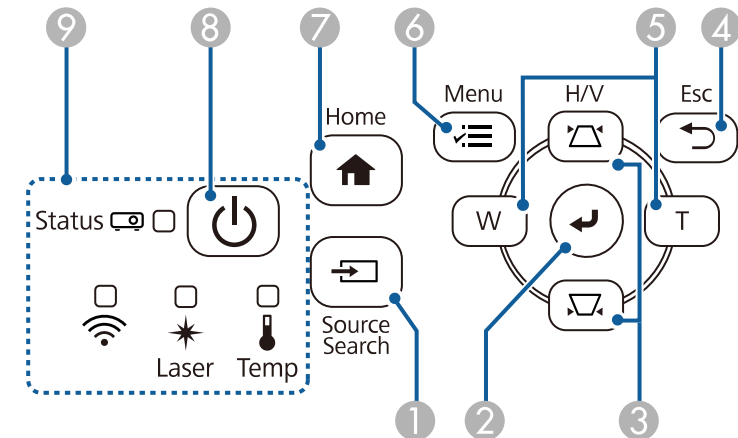 9 8 7 6 5 4
Menu H/V Esc
Home
Status W T
Source
Search
Laser Temp
1 2 3